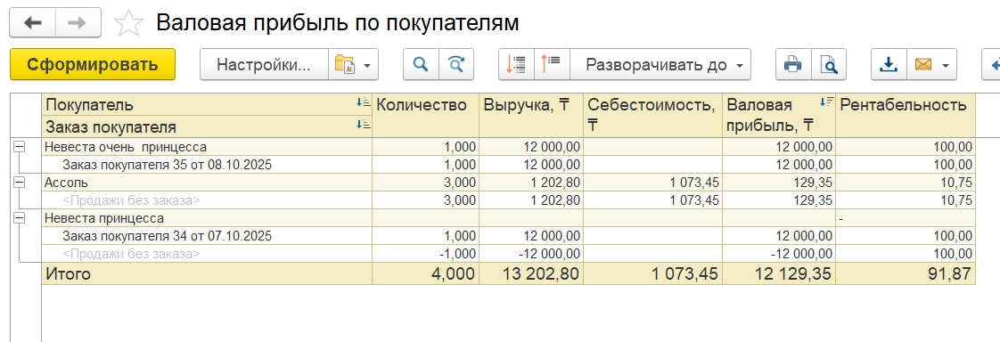 Валовая прибыль по покупателям
Сформировать Настройки... Разворачивать до
Покупатель Количество Выручка, ₸ Себестоимость, ₸ Валовая прибыль, ₸ Рентабельность
Заказ покупателя
Невеста очень принцесса 1,000 12 000,00 12 000,00 100,00
Заказ покупателя 35 от 08.10.2025 1,000 12 000,00 12 000,00 100,00
Ассоль 3,000 1 202,80 1 073,45 129,35 10,75
<Продажи без заказа> 3,000 1 202,80 1 073,45 129,35 10,75
Невеста принцесса -
Заказ покупателя 34 от 07.10.2025 1,000 12 000,00 12 000,00 100,00
<Продажи без заказа> -1,000 -12 000,00 -12 000,00 100,00
Итого 4,000 13 202,80 1 073,45 12 129,35 91,87